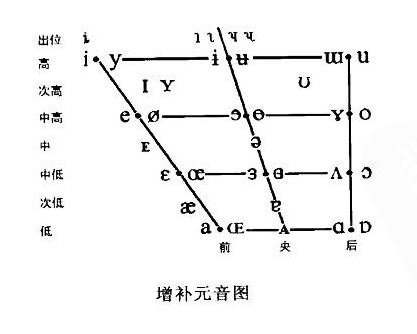 出位 i ɿ ʅ ʮ ʯ
高 i y ɨ ʉ ɯ u
次高 I Y ʊ
中高 e ø ɘ ɵ ɤ o
中 ᴇ ə
中低 ɛ œ ɜ ɞ ʌ ɔ
次低 æ ɐ
低 a ɶ ᴀ ɑ ɒ
前 央 后
增补元音图